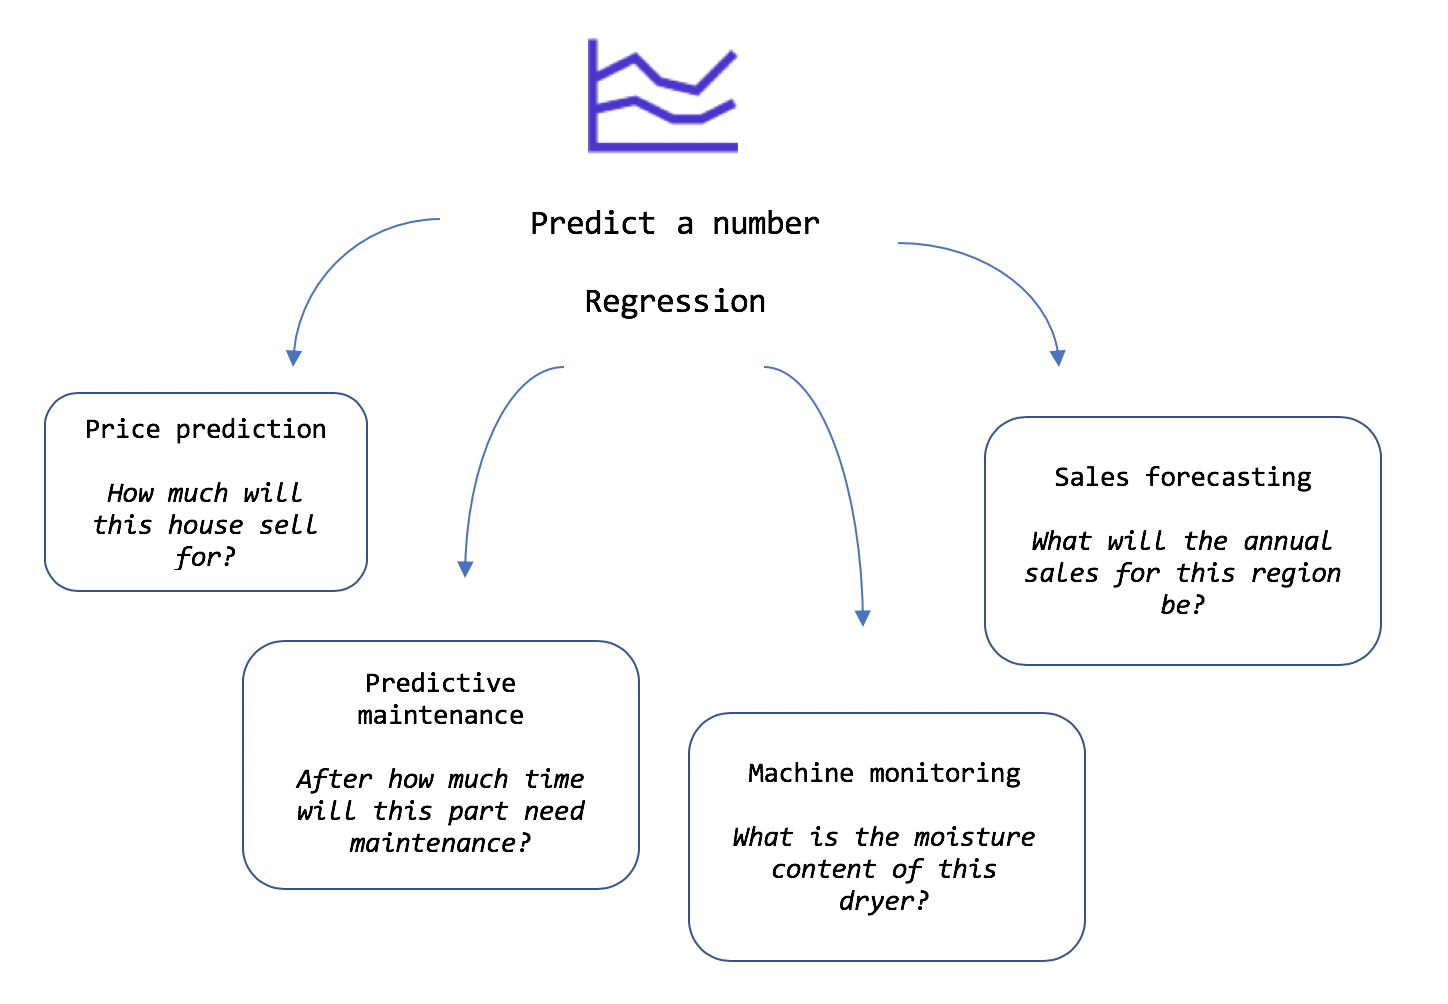 Predict a number
Regression
Price prediction
How much will
this house sell
for?
Predictive
maintenance
After how much time
will this part need
maintenance?
Machine monitoring
What is the moisture
content of this
dryer?
Sales forecasting
What will the annual
sales for this region
be?